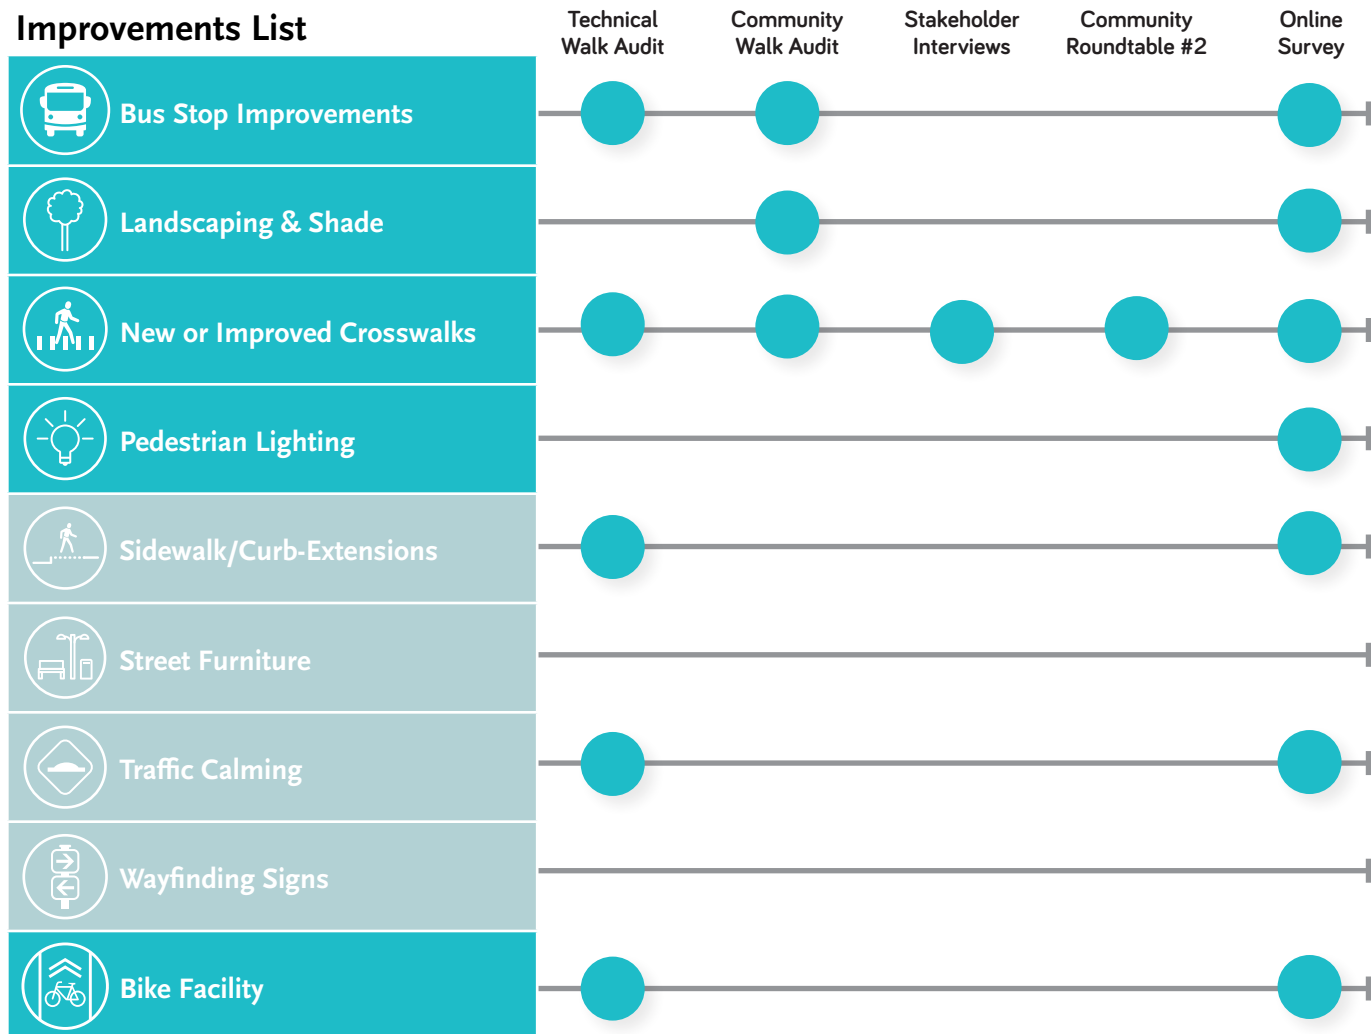 Improvements List
Technical
Walk Audit
Community
Walk Audit
Stakeholder
Interviews
Community
Roundtable #2
Online
Survey
Bus Stop Improvements
Landscaping & Shade
New or Improved Crosswalks
Pedestrian Lighting
Sidewalk/Curb-Extensions
Street Furniture
Traffic Calming
Wayfinding Signs
Bike Facility